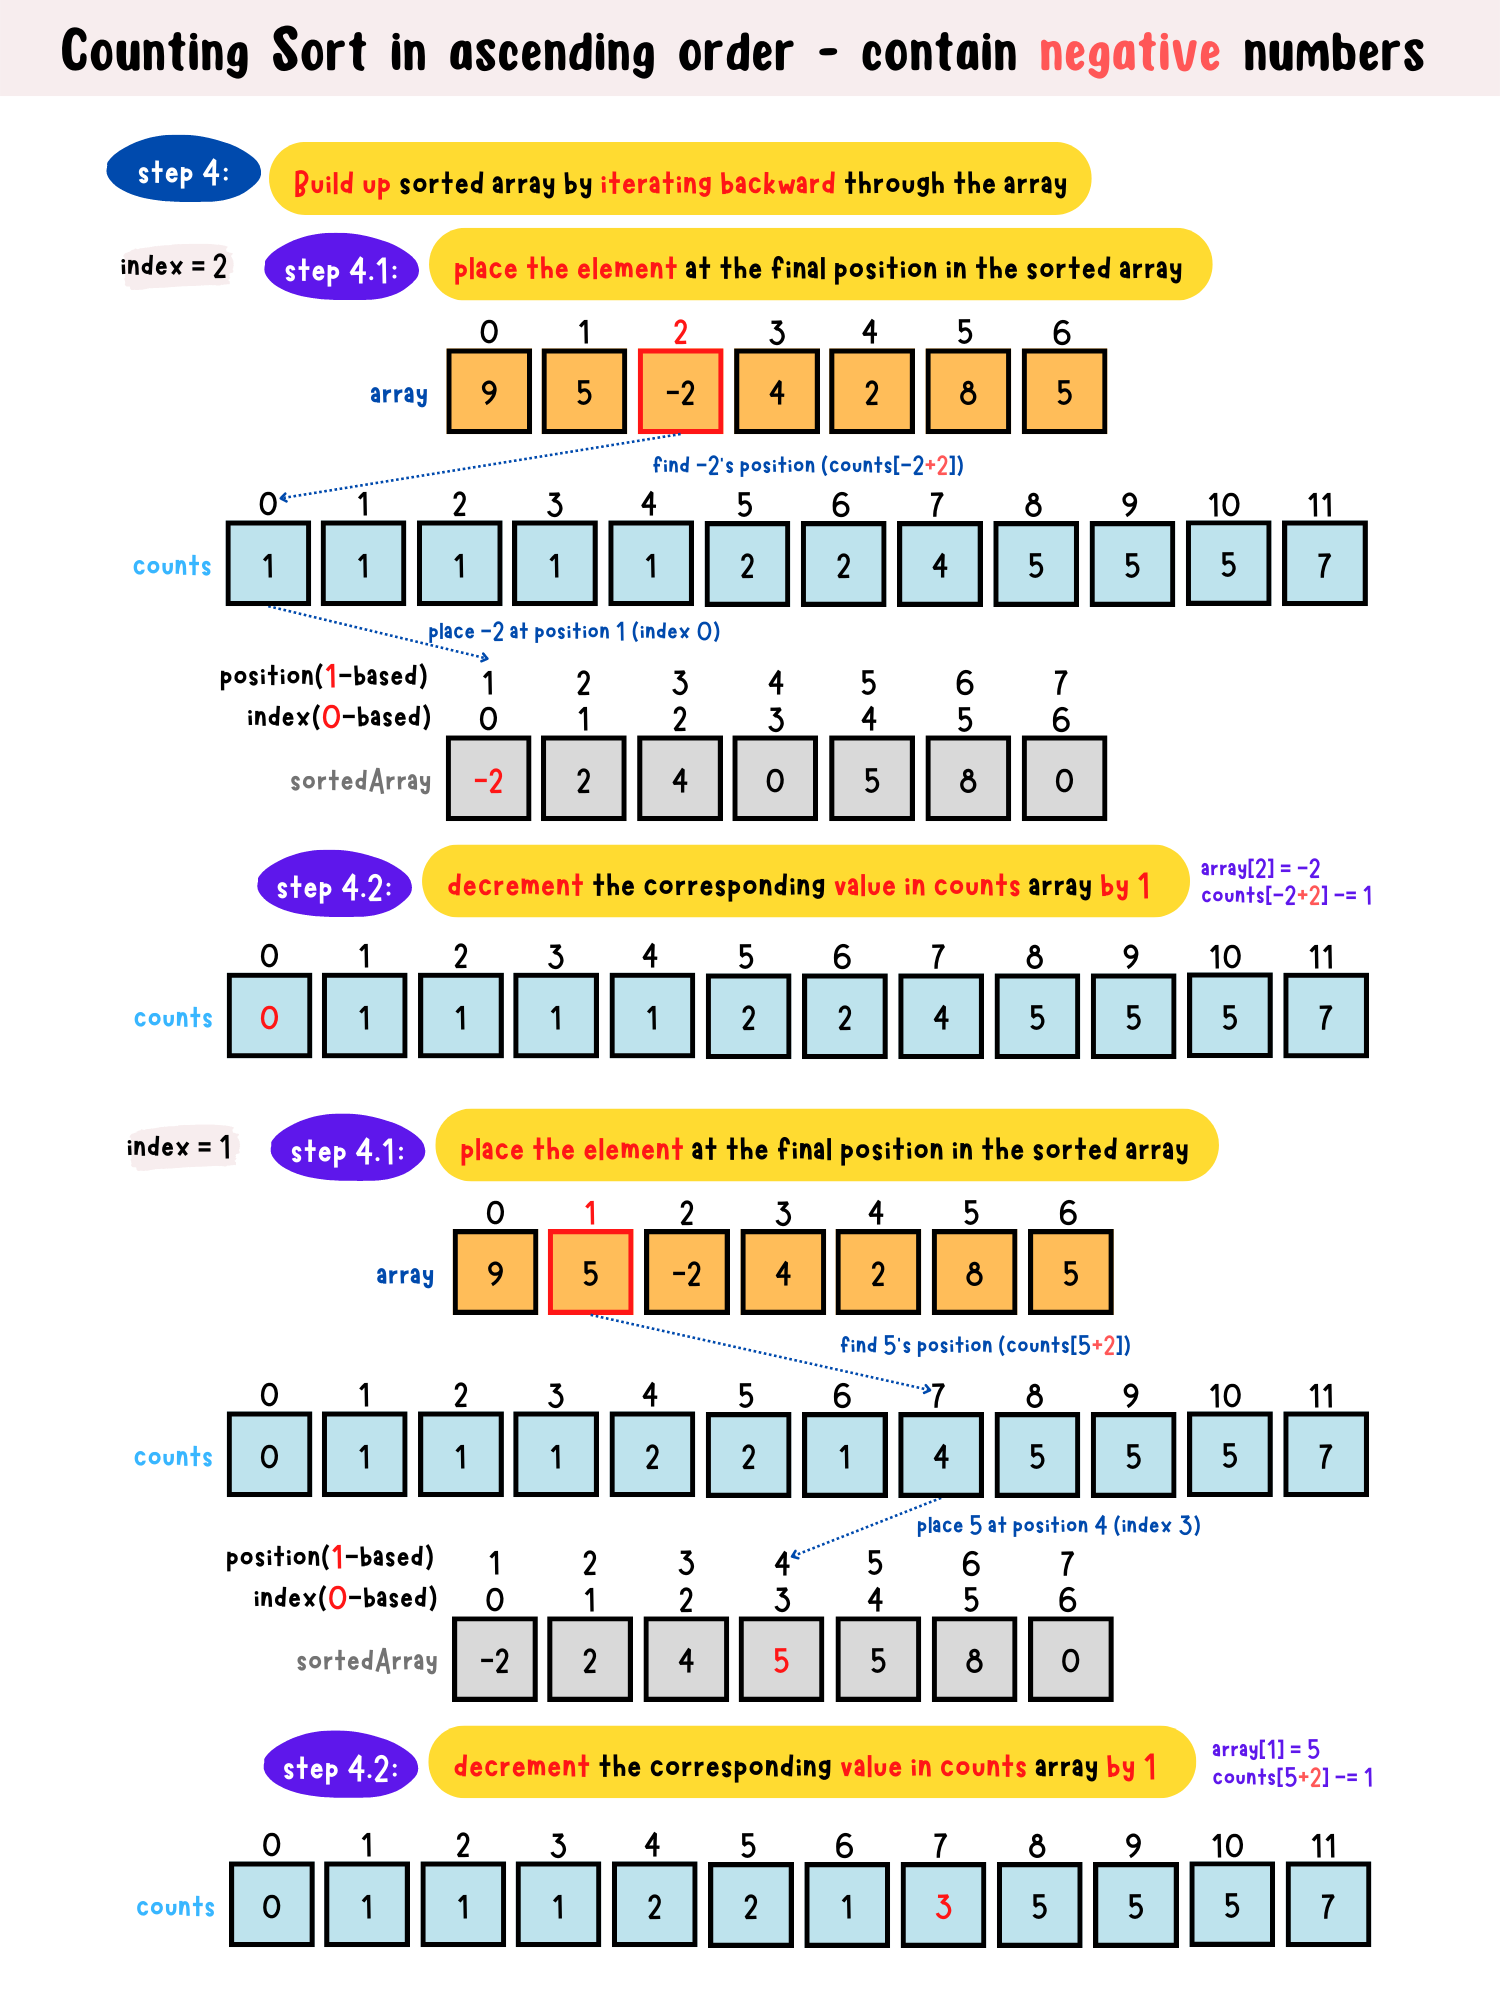 Counting Sort in ascending order - contain negative numbers
step 4:
Build up sorted array by iterating backward through the array
index = 2
step 4.1:
place the element at the final position in the sorted array
0 1 2 3 4 5 6
array 9 5 -2 4 2 8 5
find -2's position (counts[-2+2])
0 1 2 3 4 5 6 7 8 9 10 11
counts 1 1 1 1 1 2 2 4 5 5 5 7
place -2 at position 1 (index 0)
position(1-based) 1 2 3 4 5 6 7
index(0-based) 0 1 2 3 4 5 6
sortedArray -2 2 4 0 5 8 0
step 4.2:
decrement the corresponding value in counts array by 1
array[2] = -2
counts[-2+2] -= 1
0 1 2 3 4 5 6 7 8 9 10 11
counts 0 1 1 1 1 2 2 4 5 5 5 7
index = 1
step 4.1:
place the element at the final position in the sorted array
0 1 2 3 4 5 6
array 9 5 -2 4 2 8 5
find 5's position (counts[5+2])
0 1 2 3 4 5 6 7 8 9 10 11
counts 0 1 1 1 2 2 1 4 5 5 5 7
place 5 at position 4 (index 3)
position(1-based) 1 2 3 4 5 6 7
index(0-based) 0 1 2 3 4 5 6
sortedArray -2 2 4 5 5 8 0
step 4.2:
decrement the corresponding value in counts array by 1
array[1] = 5
counts[5+2] -= 1
0 1 2 3 4 5 6 7 8 9 10 11
counts 0 1 1 1 2 2 1 3 5 5 5 7